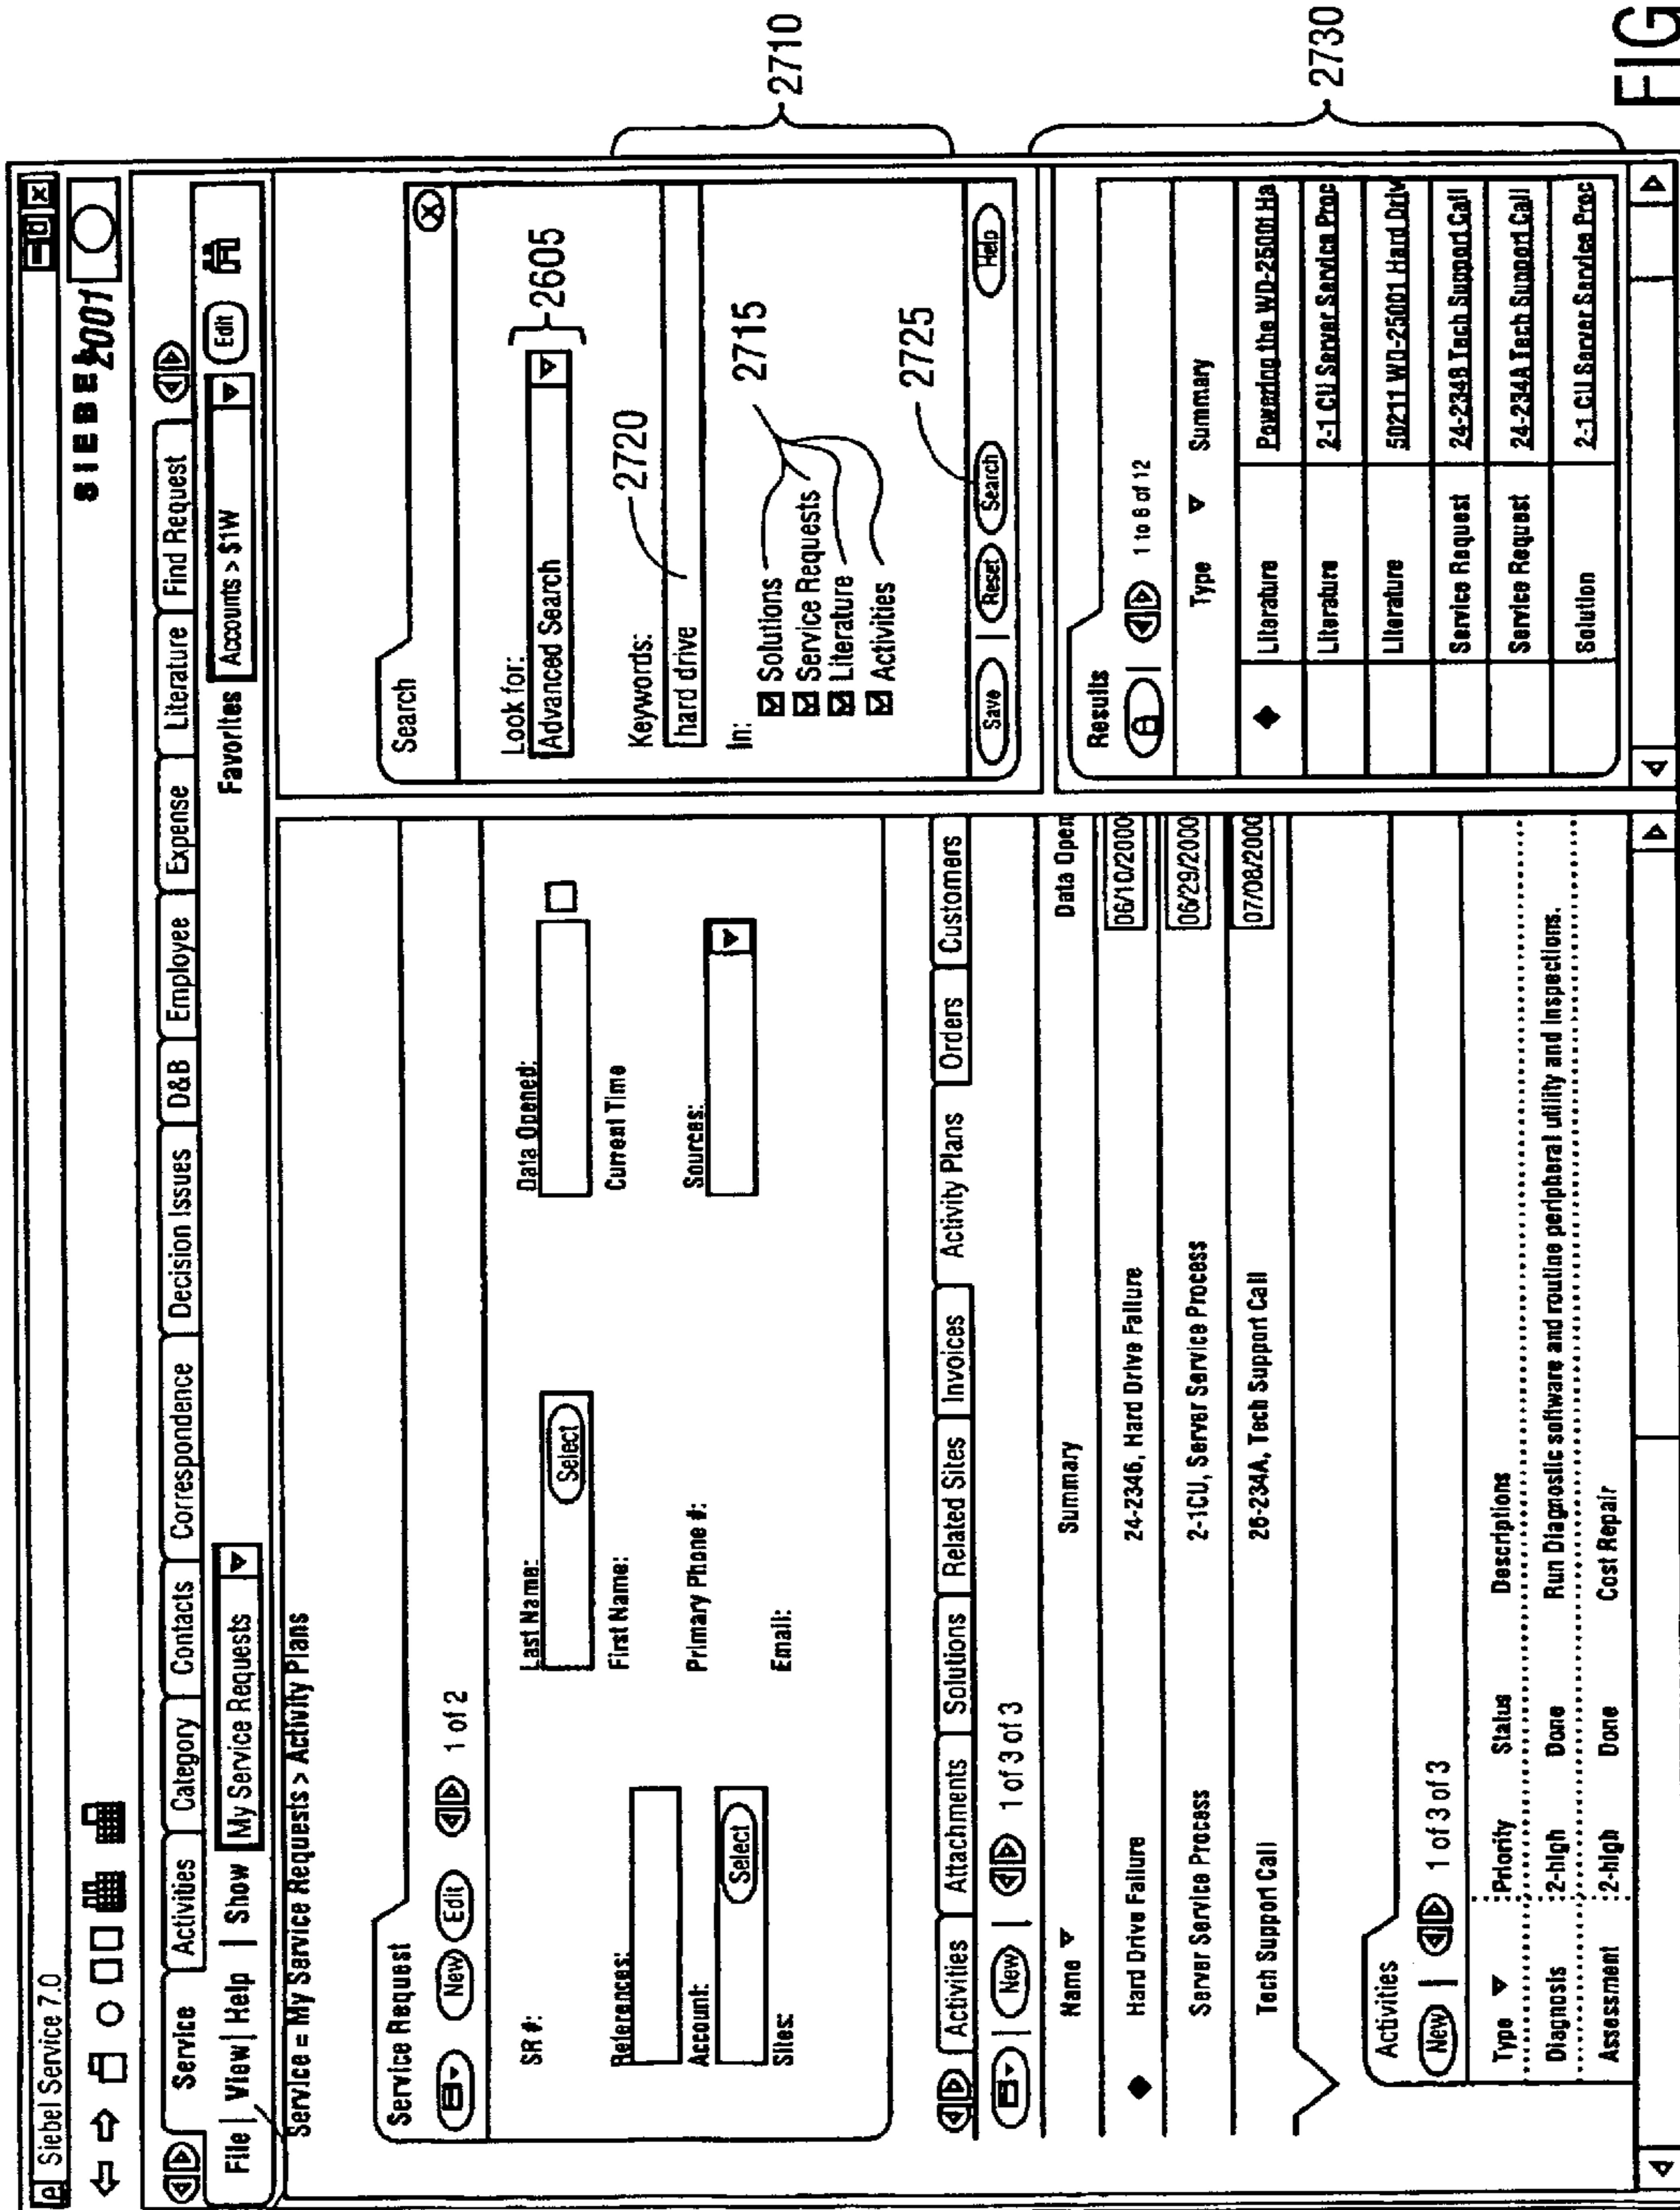 Siebel Service 7.0
SIEBEL 2001
Service Activities Category Contacts Correspondence Decision Issues D&B Employee Expense Literature Find Request
File | View | Help | Show My Service Requests Favorites Accounts > $1W Edit
Service = My Service Requests > Activity Plans
Service Request
New Edit 1 of 2
SR #:
References:
Account:
Select
Sites:
Last Name:
Select
First Name:
Primary Phone #:
Email:
Data Opened:
Current Time
Sources:
Activities Attachments Solutions Related Sites Invoices Activity Plans Orders Customers
New 1 of 3 of 3
Name Summary Data Open
Hard Drive Failure 24-2346, Hard Drive Failure 06/10/2000
Server Service Process 2-1CU, Server Service Process 06/29/2000
Tech Support Call 26-234A, Tech Support Call 07/08/2000
Activities
New 1 of 3 of 3
Type Priority Status Descriptions
Diagnosis 2-high Done Run Diagnostic software and routine peripheral utility and inspections.
Assessment 2-high Done Cost Repair
Search
Look for:
Advanced Search
2605
Keywords:
hard drive
2720
In:
Solutions
Service Requests
Literature
Activities
2715
2725
Save | Reset Search Help
2710
Results
1 to 6 of 12
Type Summary
Literature Powering the WD-2500f Ha
Literature 2-1 CU Server Service Proc
Literature 50211 WD-25001 Hard Driv
Service Request 24-234B Tech Support Call
Service Request 24-234A Tech Support Call
Solution 2-1 CU Server Service Proc
2730
FIG